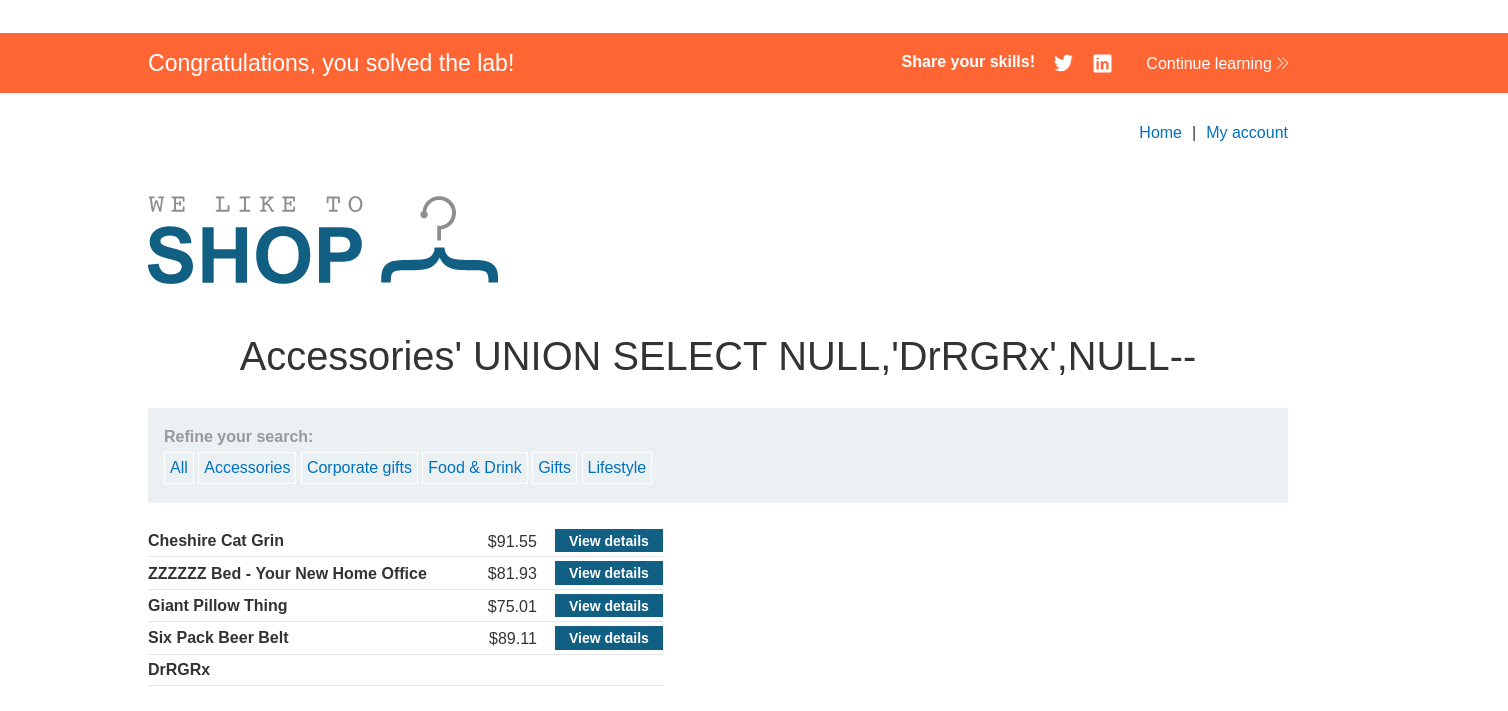 Congratulations, you solved the lab!
Share your skills!
Continue learning
Home | My account
WE LIKE TO
SHOP
Accessories' UNION SELECT NULL,'DrRGRx',NULL--
Refine your search:
All Accessories Corporate gifts Food & Drink Gifts Lifestyle
Cheshire Cat Grin $91.55 View details
ZZZZZZ Bed - Your New Home Office $81.93 View details
Giant Pillow Thing $75.01 View details
Six Pack Beer Belt $89.11 View details
DrRGRx